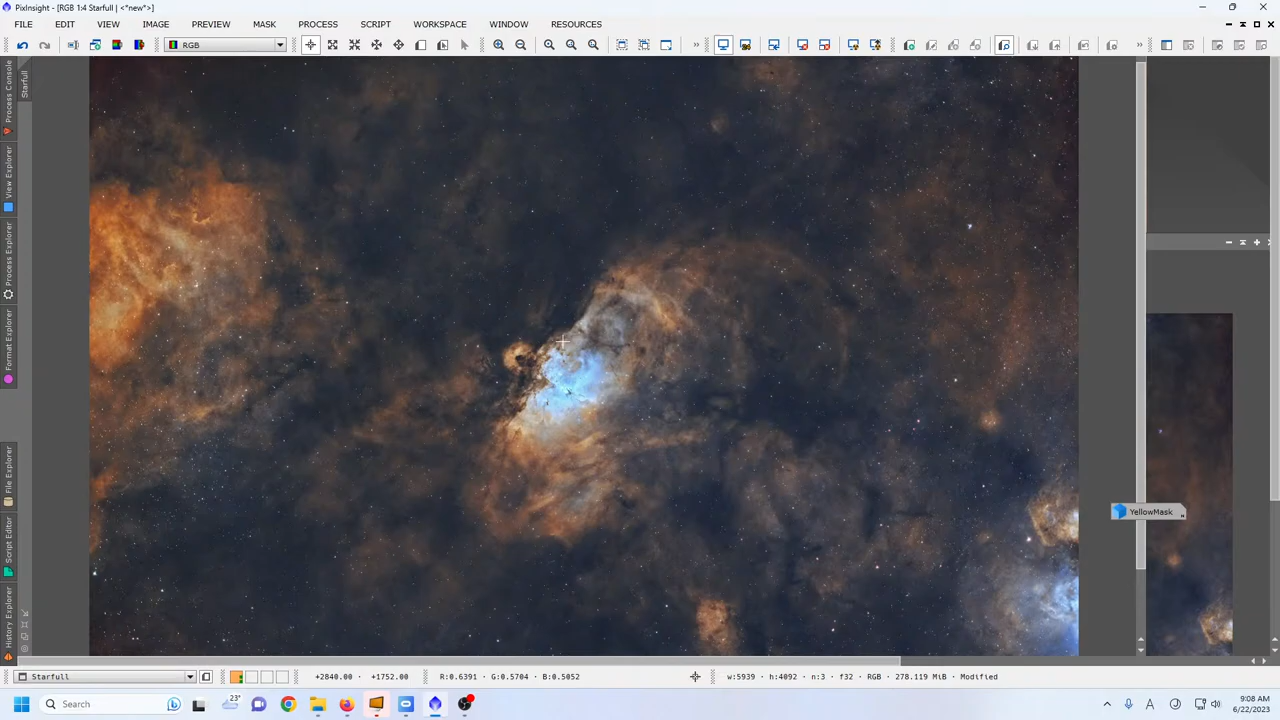 PixInsight - [RGB 1:4 Starfull | <*new*>]
FILE EDIT VIEW IMAGE PREVIEW MASK PROCESS SCRIPT WORKSPACE WINDOW RESOURCES
RGB
Process Console
View Explorer
Process Explorer
Format Explorer
File Explorer
Script Editor
History Explorer
Starfull
YellowMask
Starfull
+2840.00 +1752.00
R:0.6391 G:0.5704 B:0.5052
w:5939 h:4092 n:3 f32 RGB 278.119 MiB Modified
Search
23°
A
9:08 AM
6/22/2023